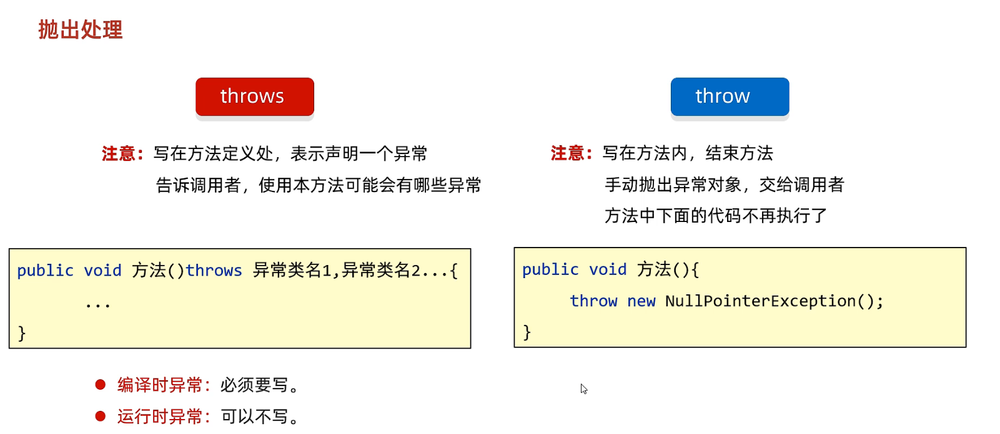 抛出处理
throws
注意：写在方法定义处，表示声明一个异常
告诉调用者，使用本方法可能会有哪些异常
public void 方法()throws 异常类名1,异常类名2...{
...
}
编译时异常：必须要写。
运行时异常：可以不写。
throw
注意：写在方法内，结束方法
手动抛出异常对象，交给调用者
方法中下面的代码不再执行了
public void 方法(){
throw new NullPointerException();
}